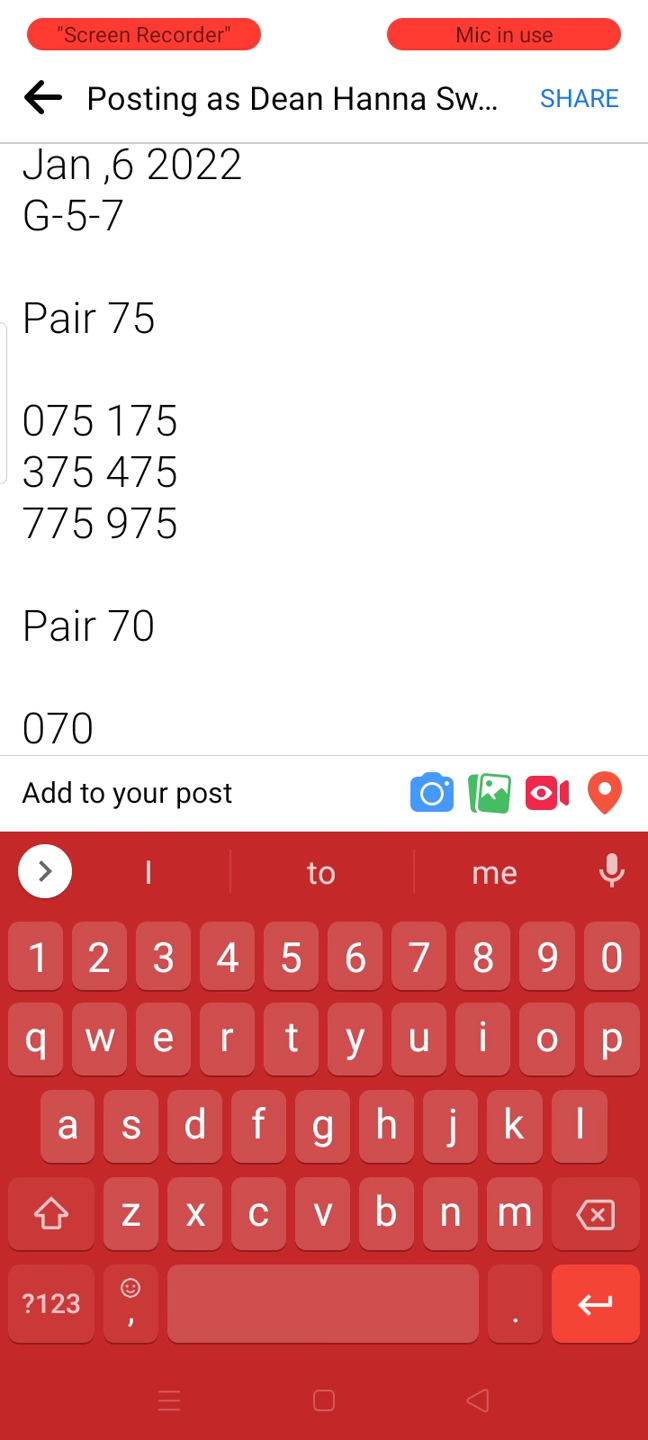 "Screen Recorder" Mic in use
Posting as Dean Hanna Sw... SHARE
Jan ,6 2022
G-5-7
Pair 75
075 175
375 475
775 975
Pair 70
070
Add to your post
I to me
1 2 3 4 5 6 7 8 9 0
q w e r t y u i o p
a s d f g h j k l
z x c v b n m
?123 , .